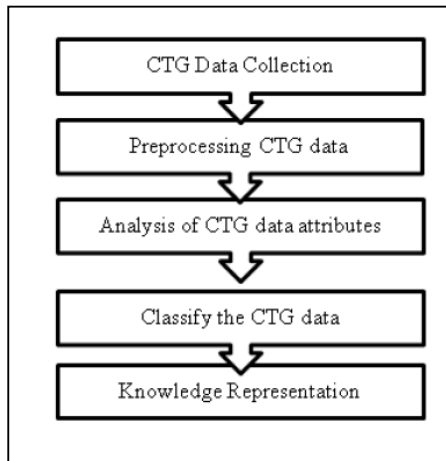 CTG Data Collection
Preprocessing CTG data
Analysis of CTG data attributes
Classify the CTG data
Knowledge Representation